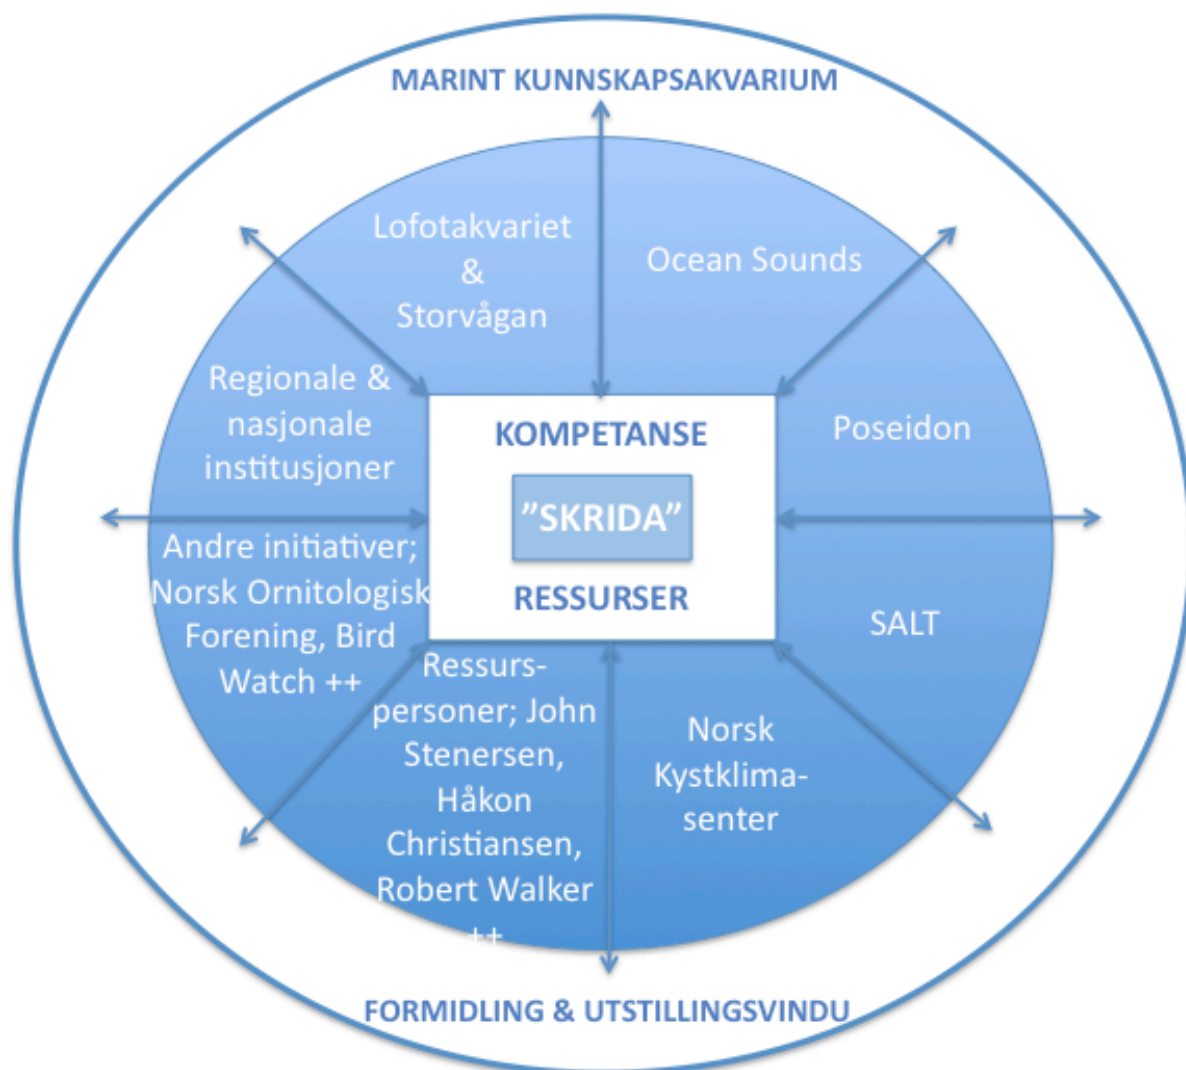 MARINT KUNNSKAPSAKVARIUM
Lofotakvariet
&
Storvågan
Ocean Sounds
Regionale &
nasjonale
institusjoner
Poseidon
KOMPETANSE
”SKRIDA”
RESSURSER
Andre initiativer;
Norsk Ornitologisk
Forening, Bird
Watch ++
SALT
Ressurs-
personer; John
Stenersen,
Håkon
Christiansen,
Robert Walker
++
Norsk
Kystklima-
senter
FORMIDLING & UTSTILLINGSVINDU